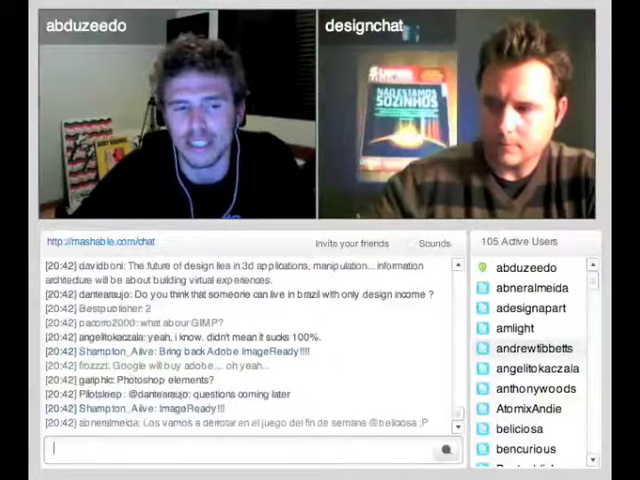 abduzeedo
designchat
SUPER
NÃO ESTAMOS
SOZINHOS
http://mashable.com/chat
Invite your friends
Sounds
105 Active Users
[20:42] davidboni: The future of design lies in 3d applications, manipulation... information
architecture will be about building virtual experiences.
[20:42] dantearaujo: Do you think that someone can live in brazil with only design income ?
[20:42] Bestpublisher: 2
[20:42] pacorro2000: what abour GIMP?
[20:42] angelitokaczala: yeah, i know. didn't mean it sucks 100%.
[20:42] Shampton_Alive: Bring back Adobe ImageReady!!!!
[20:42] frozzzt: Google will buy adobe... oh yeah...
[20:42] gariphic: Photoshop elements?
[20:42] Pilotsleep: @dantearaujo: questions coming later
[20:42] Shampton_Alive: ImageReady!!!
[20:42] abneralmeida: Los vamos a derrotar en el juego del fin de semana @beliciosa ;P
abduzeedo
abneralmeida
adesignapart
amlight
andrewtibbetts
angelitokaczala
anthonywoods
AtomixAndie
beliciosa
bencurious